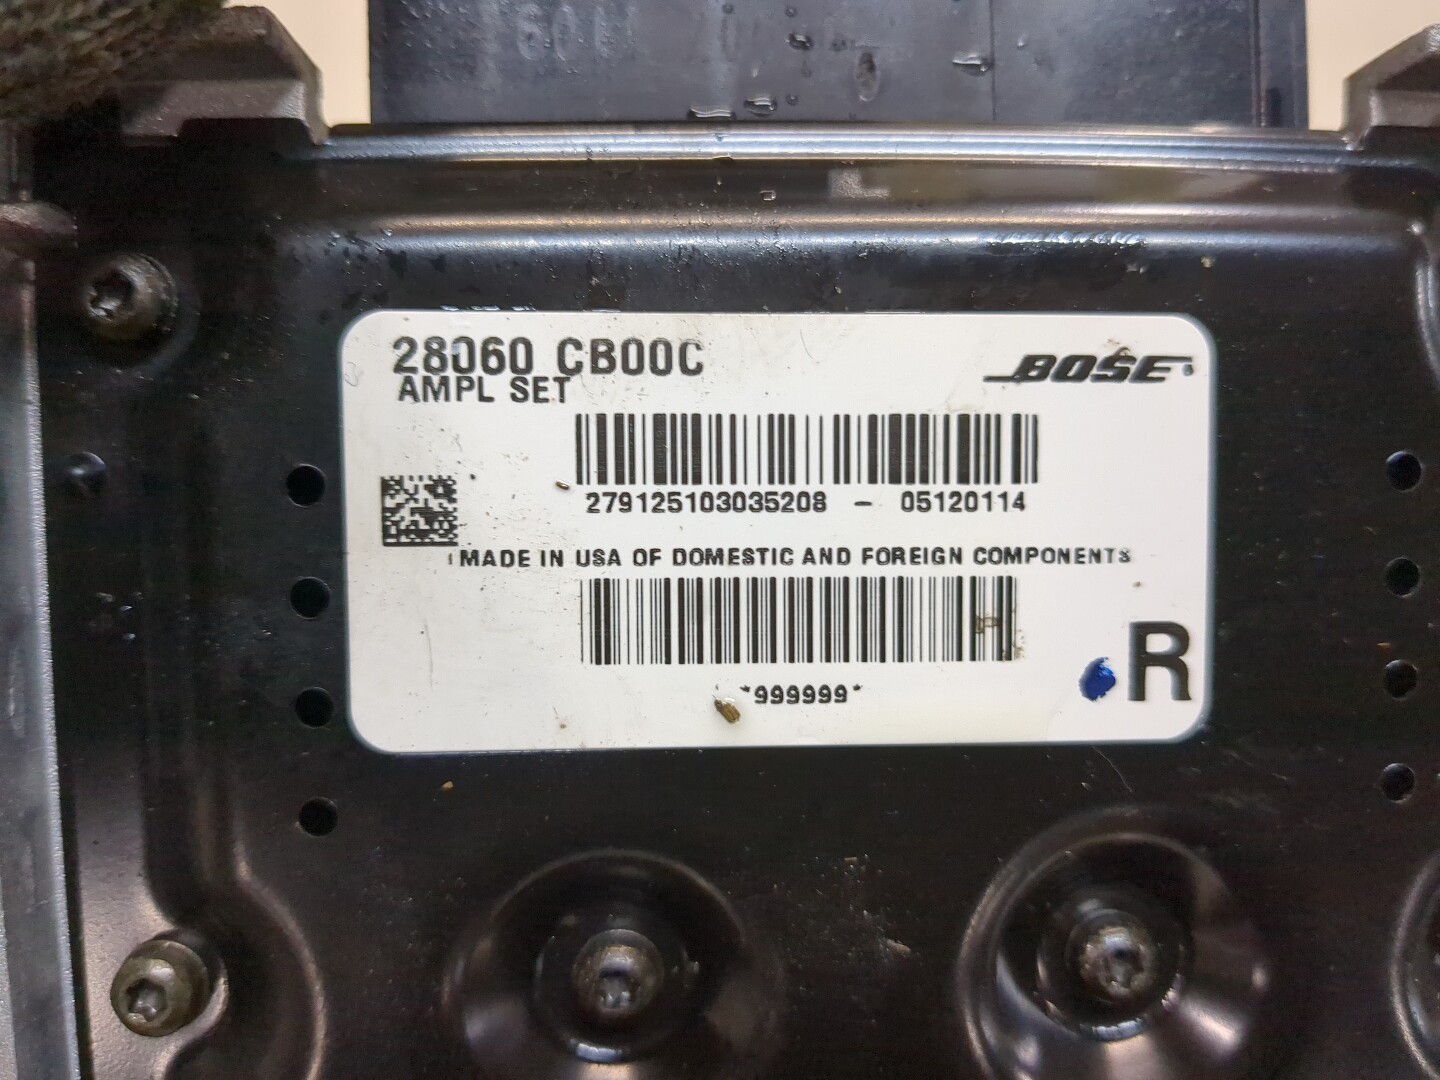 28060 CB00C
BOSE
AMPL SET
279125103035208 - 05120114
MADE IN USA OF DOMESTIC AND FOREIGN COMPONENTS
R
*999999*